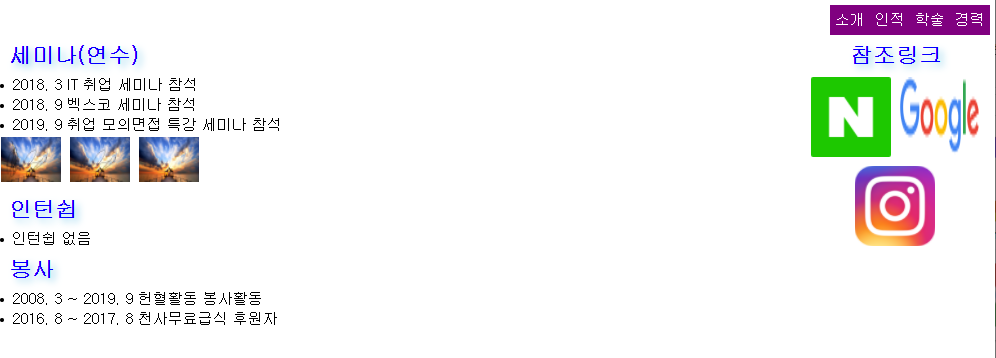 소개 인적 학술 경력
세미나(연수)
2018. 3 IT 취업 세미나 참석
2018. 9 벡스코 세미나 참석
2019. 9 취업 모의면접 특강 세미나 참석
인턴쉽
인턴쉽 없음
봉사
2008. 3 ~ 2019. 9 헌혈활동 봉사활동
2016. 8 ~ 2017. 8 천사무료급식 후원자
참조링크
N
Google